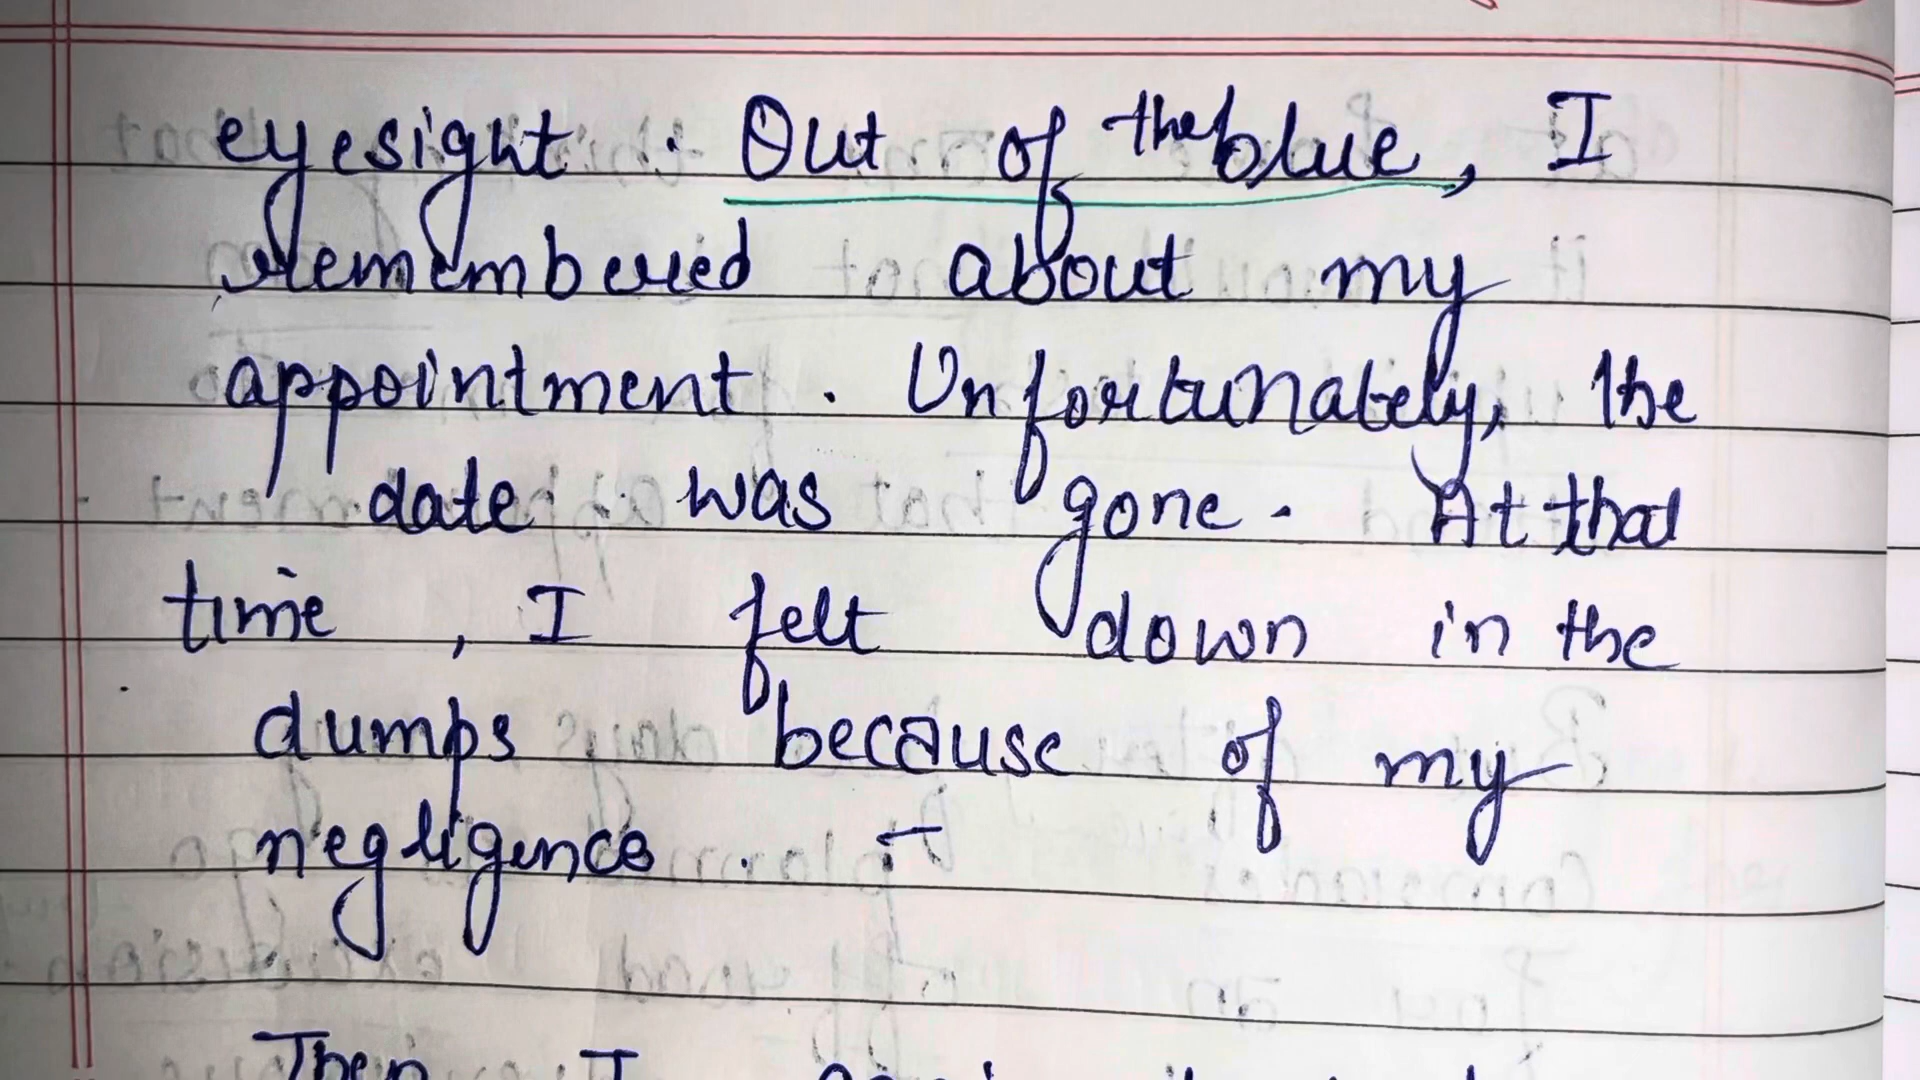 eyesight. Out of the blue, I
remembered about my
appointment. Unfortunately, the
date was gone. At that
time, I felt down in the
dumps because of my
negligence.
Then I